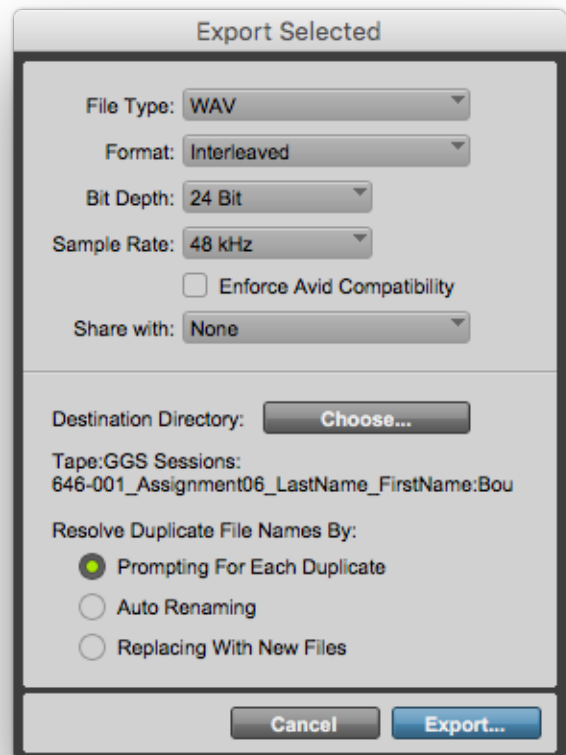 Export Selected
File Type: WAV
Format: Interleaved
Bit Depth: 24 Bit
Sample Rate: 48 kHz
Enforce Avid Compatibility
Share with: None
Destination Directory: Choose...
Tape:GGS Sessions:
646-001_Assignment06_LastName_FirstName:Bou
Resolve Duplicate File Names By:
Prompting For Each Duplicate
Auto Renaming
Replacing With New Files
Cancel Export...